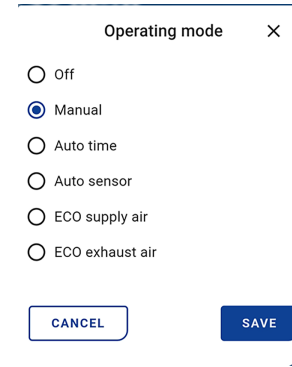 Operating mode
Off
Manual
Auto time
Auto sensor
ECO supply air
ECO exhaust air
CANCEL SAVE